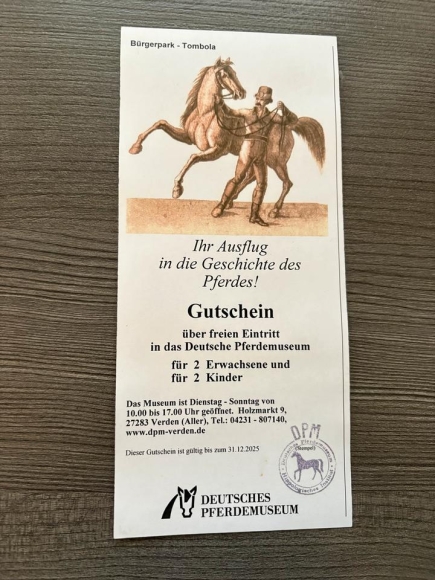 Bürgerpark - Tombola
Ihr Ausflug
in die Geschichte des
Pferdes!
Gutschein
über freien Eintritt
in das Deutsche Pferdemuseum
für 2 Erwachsene und
für 2 Kinder
Das Museum ist Dienstag - Sonntag von
10.00 bis 17.00 Uhr geöffnet. Holzmarkt 9,
27283 Verden (Aller), Tel.: 04231 - 807140,
www.dpm-verden.de
Dieser Gutschein ist gültig bis zum 31.12.2025
DPM
(Stempel)
Deutsches Pferdemuseum
DEUTSCHES
PFERDEMUSEUM